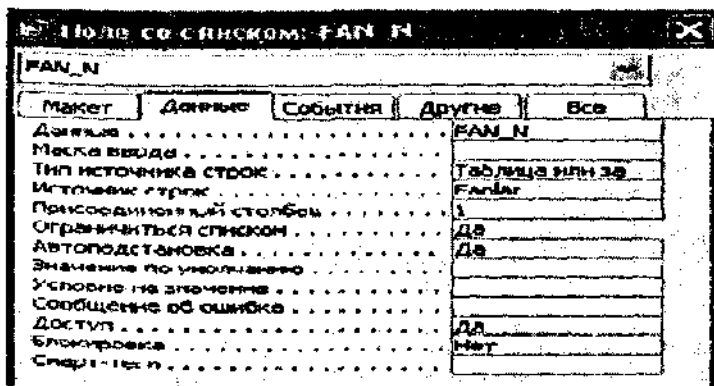 Поле со списком: FAN_N
FAN_N
Макет Данные События Другие Все
Данные . . . . . . . . . . . . . . . . . . . . . . FAN_N
Маска ввода . . . . . . . . . . . . . . . . . .
Тип источника строк . . . . . . . . . . . Таблица или за
Источник строк . . . . . . . . . . . . . . . Fanlar
Присоединенный столбец . . . . . . . . 1
Ограничиться списком . . . . . . . . . . Да
Автоподстановка . . . . . . . . . . . . . . Да
Значение по умолчанию . . . . . . . . .
Условие на значение . . . . . . . . . . .
Сообщение об ошибке . . . . . . . . . .
Доступ . . . . . . . . . . . . . . . . . . . . . . Да
Блокировка . . . . . . . . . . . . . . . . . . Нет
Смарт-теги . . . . . . . . . . . . . . . . . .